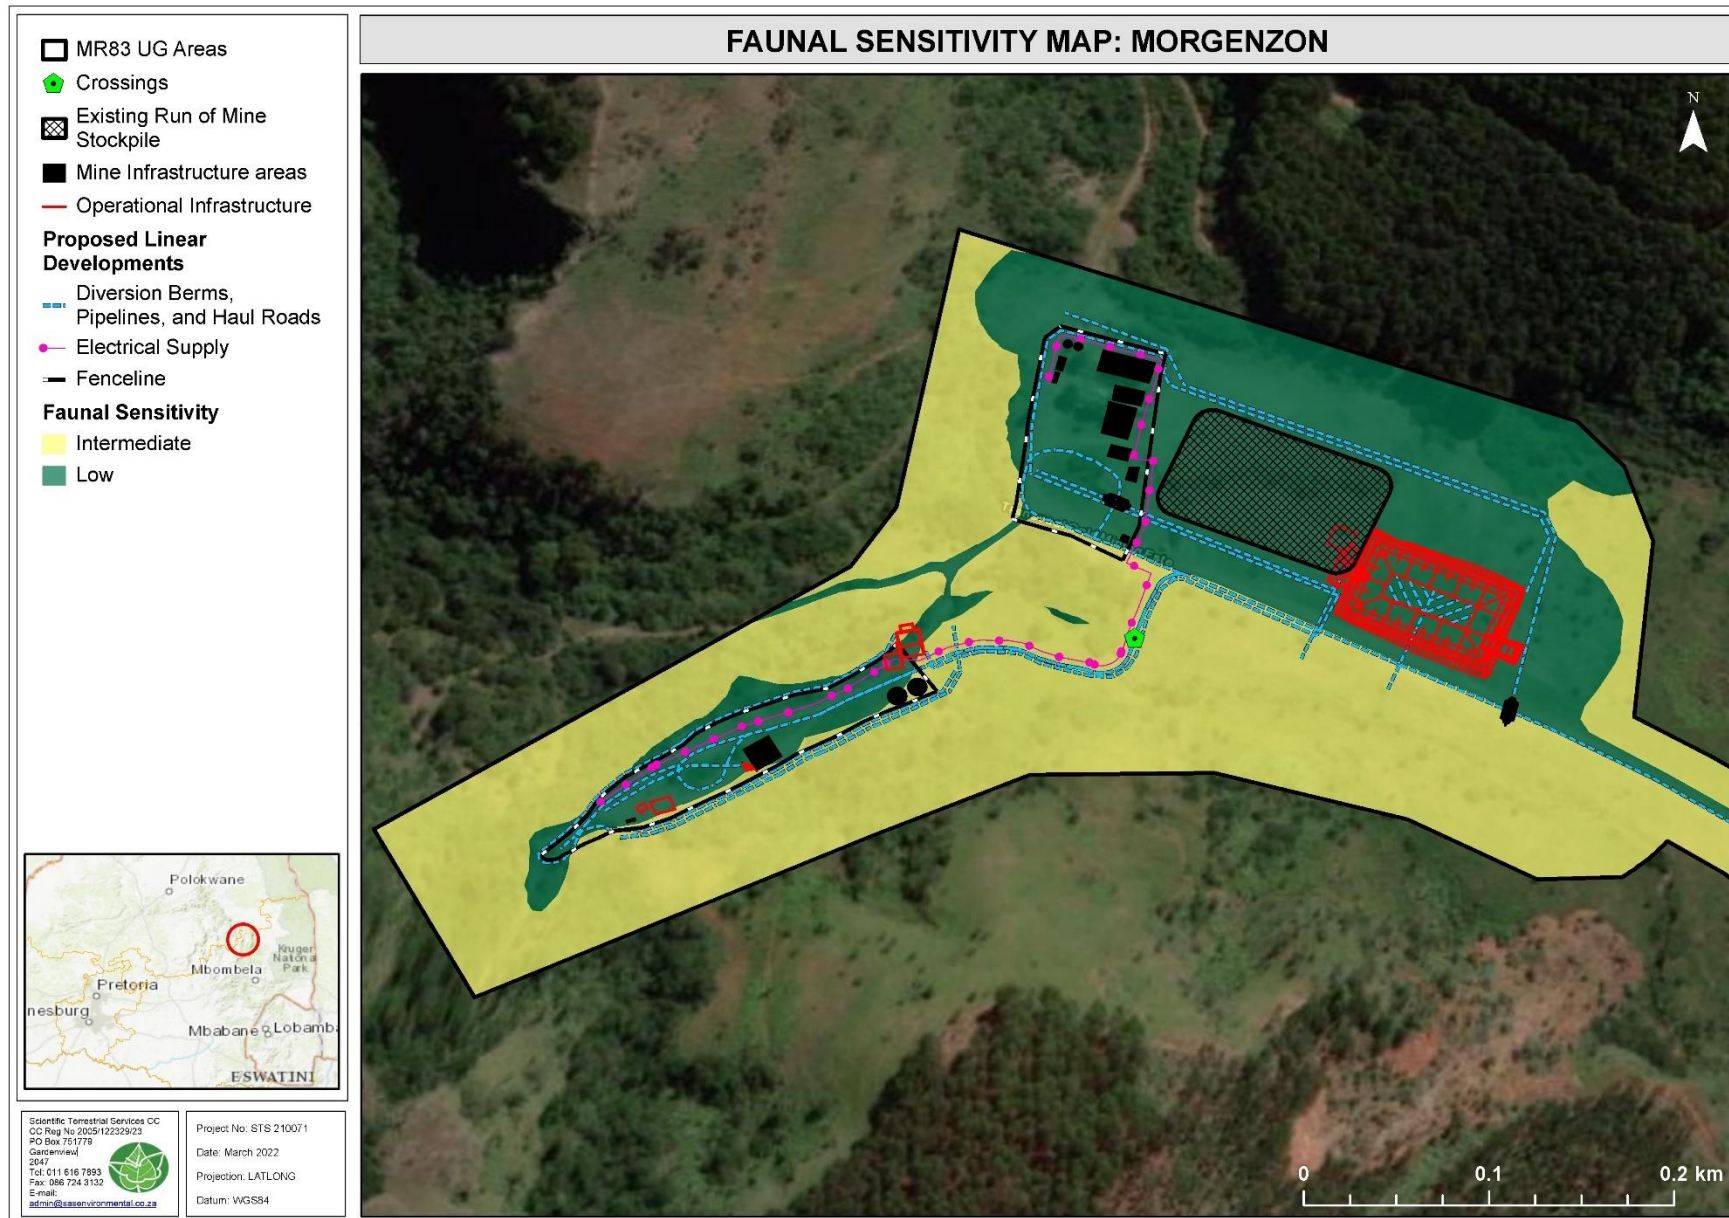 FAUNAL SENSITIVITY MAP: MORGENZON
MR83 UG Areas
Crossings
Existing Run of Mine
Stockpile
Mine Infrastructure areas
Operational Infrastructure
Proposed Linear
Developments
Diversion Berms,
Pipelines, and Haul Roads
Electrical Supply
Fenceline
Faunal Sensitivity
Intermediate
Low
N
Polokwane
Kruger
National
Park
Mbombela
Pretoria
nesburg
Mbabane
Lobamba
ESWATINI
Scientific Terrestrial Services CC
CC Reg No 2005/122329/23
PO Box 751779
Gardenview
2047
Tel: 011 616 7893
Fax: 086 724 3132
E-mail:
admin@sasenvironmental.co.za
Project No: STS 210071
Date: March 2022
Projection: LATLONG
Datum: WGS84
0 0.1 0.2 km